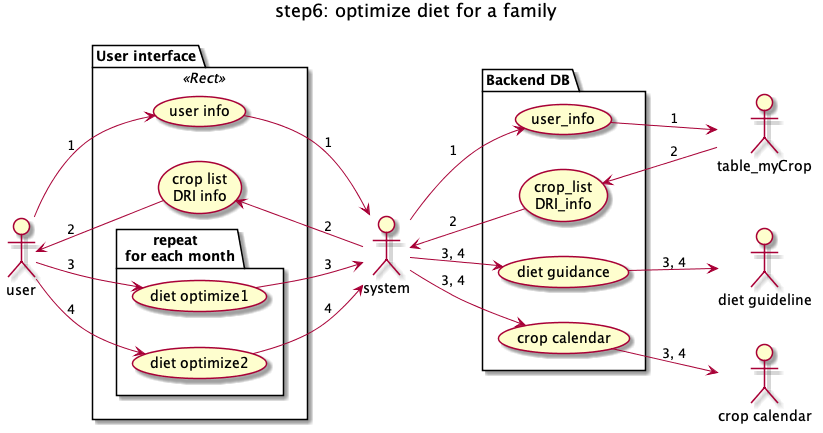 step6: optimize diet for a family
User interface
«Rect»
user info
crop list
DRI info
repeat
for each month
diet optimize1
diet optimize2
Backend DB
user_info
crop_list
DRI_info
diet guidance
crop calendar
user
system
table_myCrop
diet guideline
crop calendar
1
1
2
2
3
3
4
4
1
1
2
2
3, 4
3, 4
3, 4
3, 4